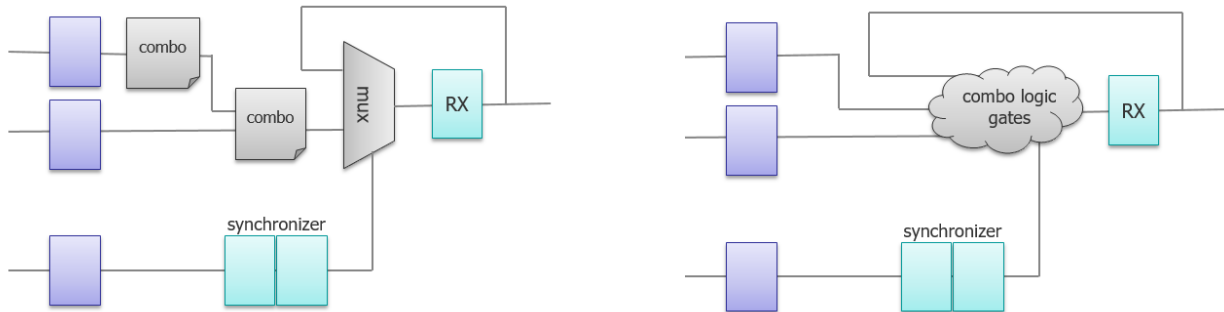 combo
combo
mux
RX
synchronizer
combo logic
gates
RX
synchronizer